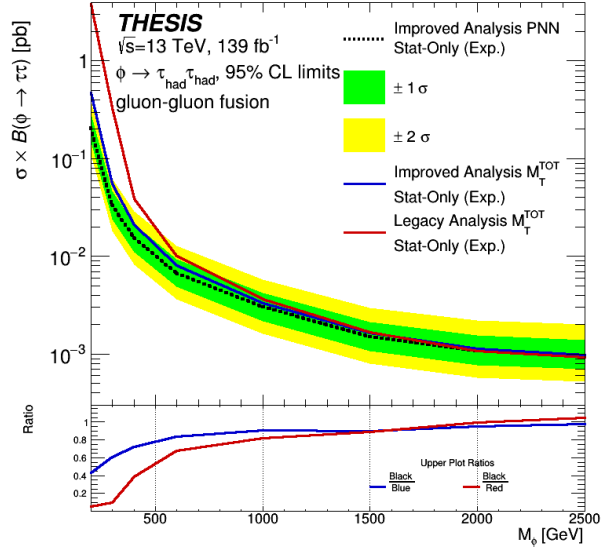 THESIS
√s=13 TeV, 139 fb⁻¹
ϕ → τ_had τ_had, 95% CL limits
gluon-gluon fusion
Improved Analysis PNN
Stat-Only (Exp.)
± 1 σ
± 2 σ
Improved Analysis M_T^TOT
Stat-Only (Exp.)
Legacy Analysis M_T^TOT
Stat-Only (Exp.)
σ × B(ϕ → ττ) [pb]
1
10⁻¹
10⁻²
10⁻³
Ratio
1
0.8
0.6
0.4
0.2
Upper Plot Ratios
Black
Blue
Black
Red
500 1000 1500 2000 2500
M_ϕ [GeV]